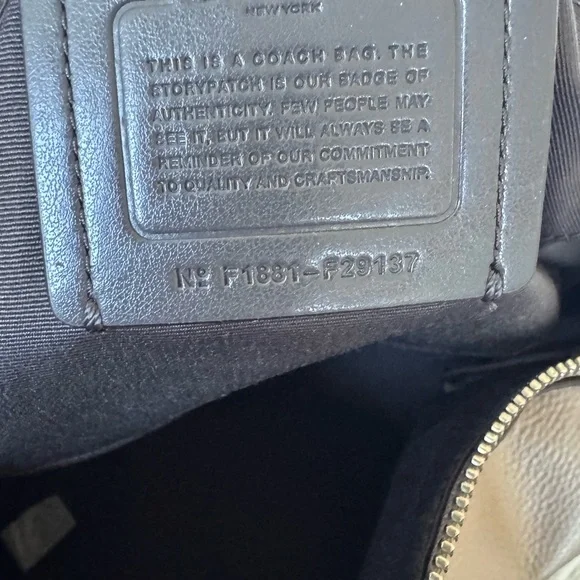 NEW YORK
THIS IS A COACH BAG. THE
STORYPATCH IS OUR BADGE OF
AUTHENTICITY. FEW PEOPLE MAY
SEE IT, BUT IT WILL ALWAYS BE A
REMINDER OF OUR COMMITMENT
TO QUALITY AND CRAFTSMANSHIP.
Nº F1881-F29137